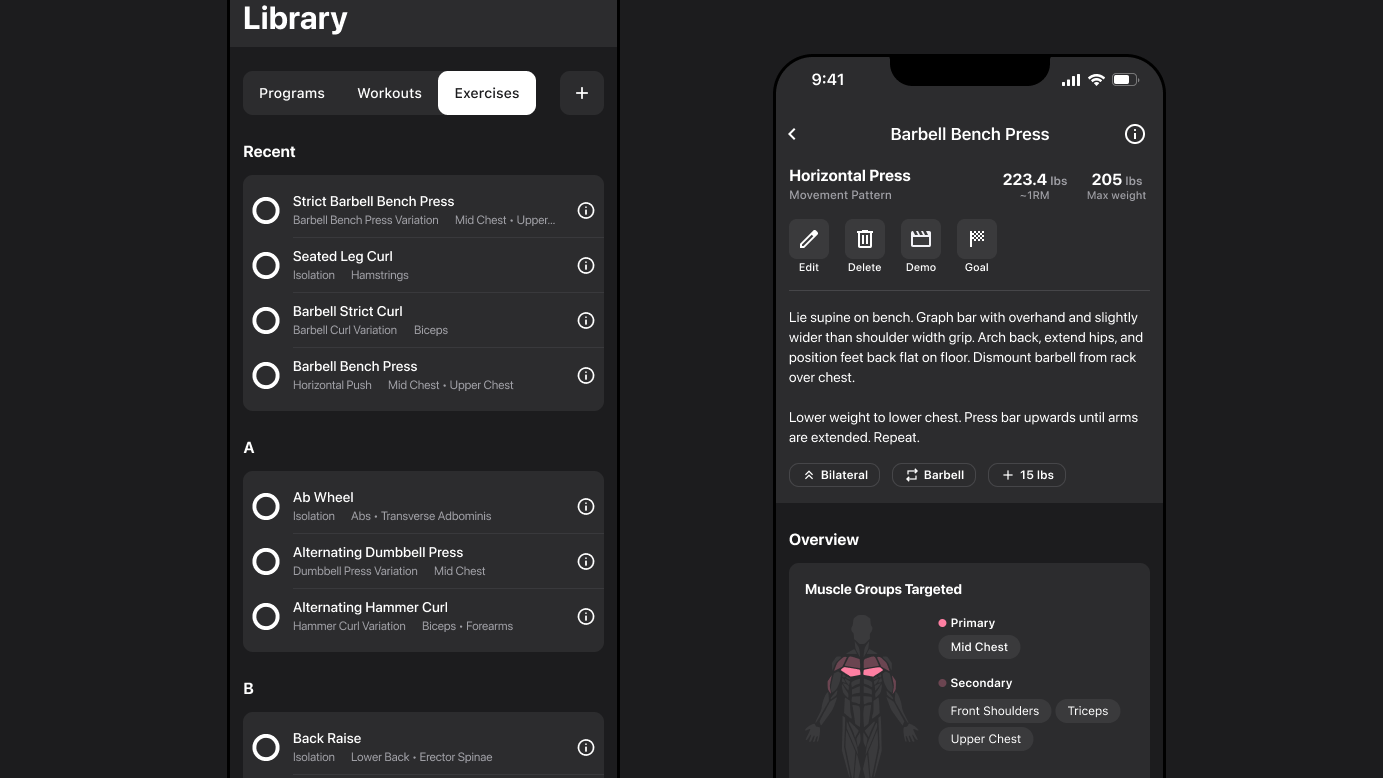 Library
Programs Workouts Exercises +
Recent
Strict Barbell Bench Press
Barbell Bench Press Variation Mid Chest • Upper...
Seated Leg Curl
Isolation Hamstrings
Barbell Strict Curl
Barbell Curl Variation Biceps
Barbell Bench Press
Horizontal Push Mid Chest • Upper Chest
A
Ab Wheel
Isolation Abs • Transverse Adbominis
Alternating Dumbbell Press
Dumbbell Press Variation Mid Chest
Alternating Hammer Curl
Hammer Curl Variation Biceps • Forearms
B
Back Raise
Isolation Lower Back • Erector Spinae
9:41
Barbell Bench Press
Horizontal Press 223.4 lbs 205 lbs
Movement Pattern ~1RM Max weight
Edit Delete Demo Goal
Lie supine on bench. Graph bar with overhand and slightly
wider than shoulder width grip. Arch back, extend hips, and
position feet back flat on floor. Dismount barbell from rack
over chest.
Lower weight to lower chest. Press bar upwards until arms
are extended. Repeat.
Bilateral Barbell + 15 lbs
Overview
Muscle Groups Targeted
Primary
Mid Chest
Secondary
Front Shoulders Triceps
Upper Chest